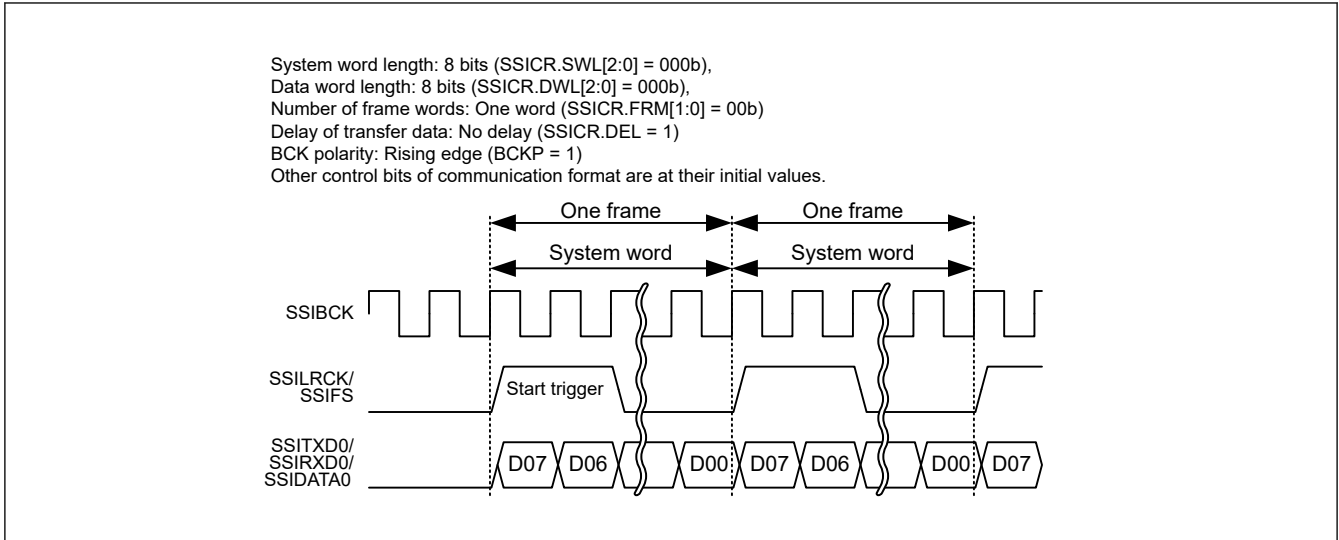 System word length: 8 bits (SSICR.SWL[2:0] = 000b),
Data word length: 8 bits (SSICR.DWL[2:0] = 000b),
Number of frame words: One word (SSICR.FRM[1:0] = 00b)
Delay of transfer data: No delay (SSICR.DEL = 1)
BCK polarity: Rising edge (BCKP = 1)
Other control bits of communication format are at their initial values.
One frame One frame
System word System word
SSIBCK
SSILRCK/
SSIFS
Start trigger
SSITXD0/
SSIRXD0/
SSIDATA0
D07 D06 D00 D07 D06 D00 D07